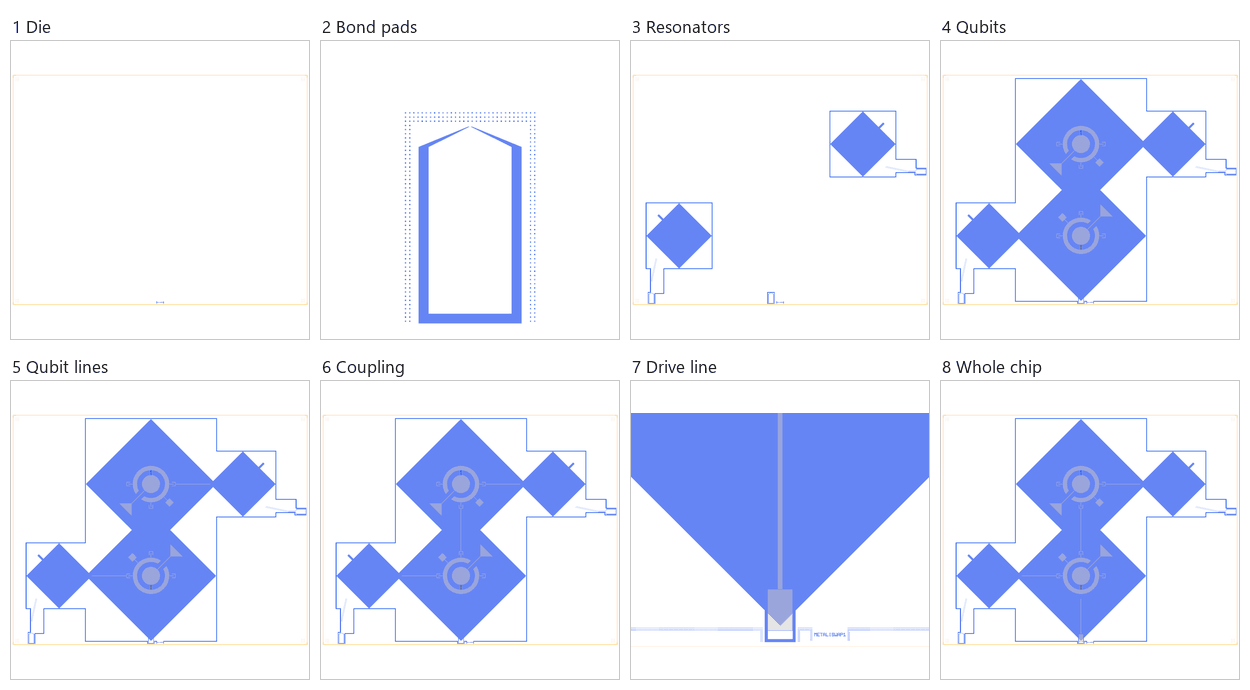 1 Die
2 Bond pads
3 Resonators
4 Qubits
5 Qubit lines
6 Coupling
7 Drive line
8 Whole chip